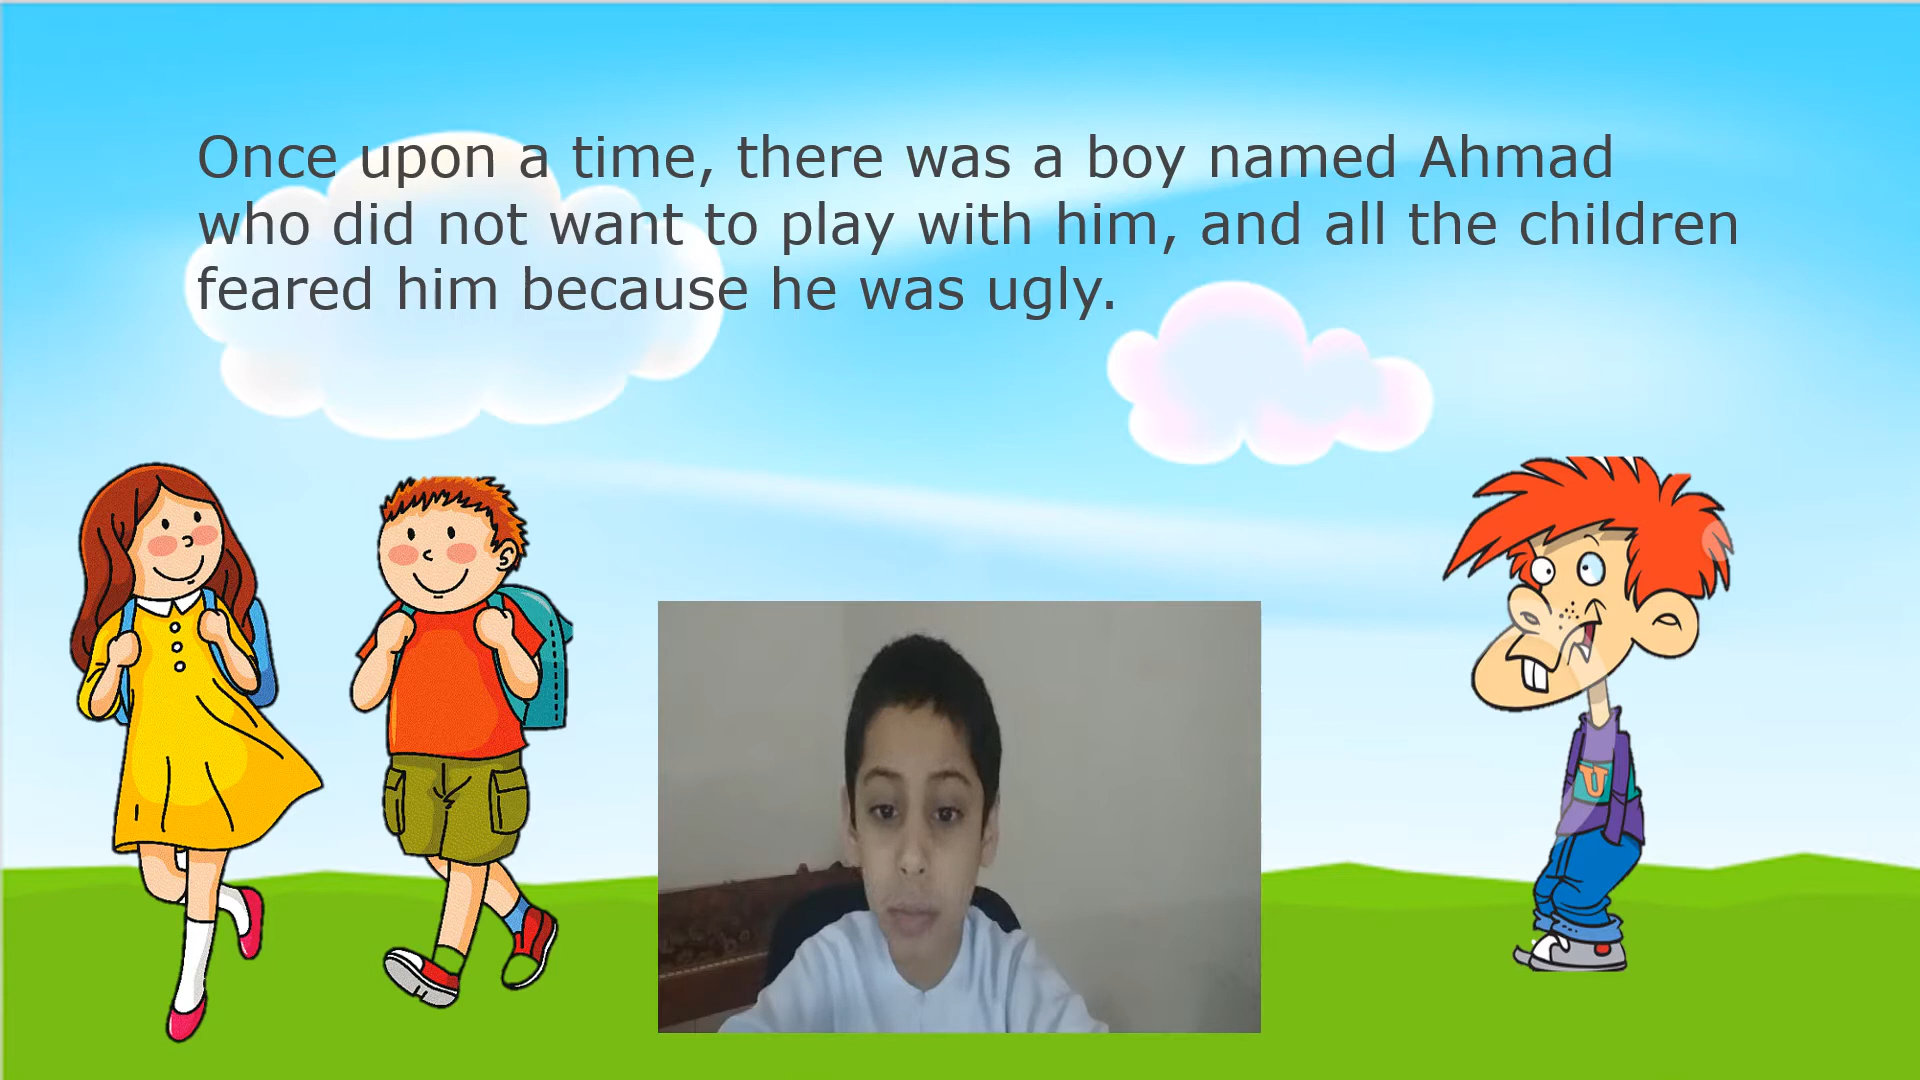 Once upon a time, there was a boy named Ahmad
who did not want to play with him, and all the children
feared him because he was ugly.
U